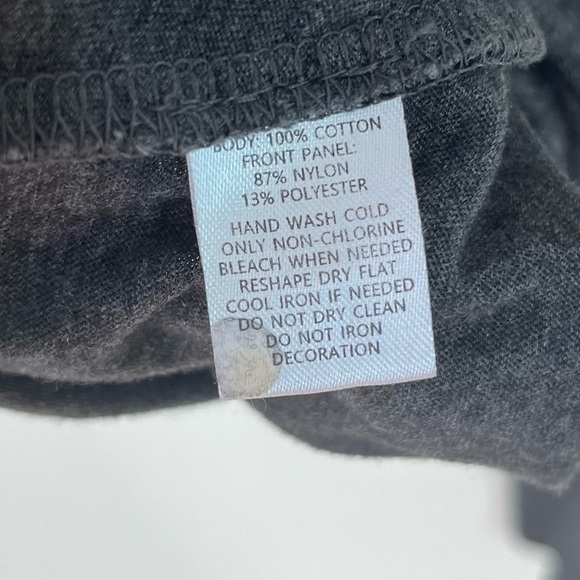 BODY: 100% COTTON
FRONT PANEL:
87% NYLON
13% POLYESTER
HAND WASH COLD
ONLY NON-CHLORINE
BLEACH WHEN NEEDED
RESHAPE DRY FLAT
COOL IRON IF NEEDED
DO NOT DRY CLEAN
DO NOT IRON
DECORATION